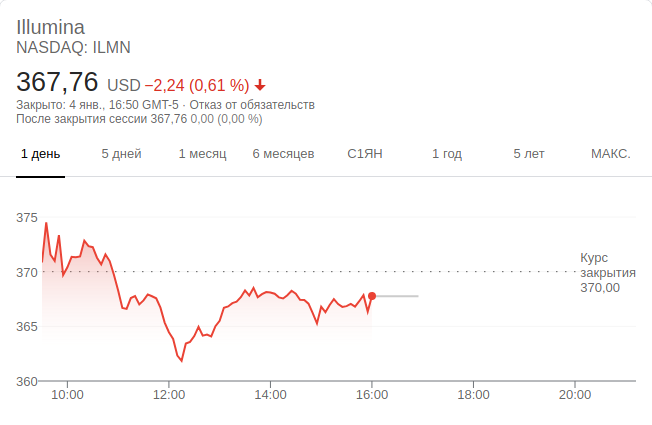 Illumina
NASDAQ: ILMN
367,76 USD −2,24 (0,61 %)
Закрыто: 4 янв., 16:50 GMT-5 · Отказ от обязательств
После закрытия сессии 367,76 0,00 (0,00 %)
1 день 5 дней 1 месяц 6 месяцев С1ЯН 1 год 5 лет МАКС.
375
Курс
370 закрытия
370,00
365
360
10:00 12:00 14:00 16:00 18:00 20:00